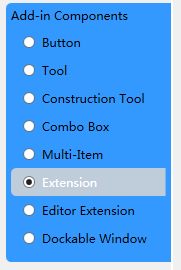 Add-in Components
Button
Tool
Construction Tool
Combo Box
Multi-Item
Extension
Editor Extension
Dockable Window